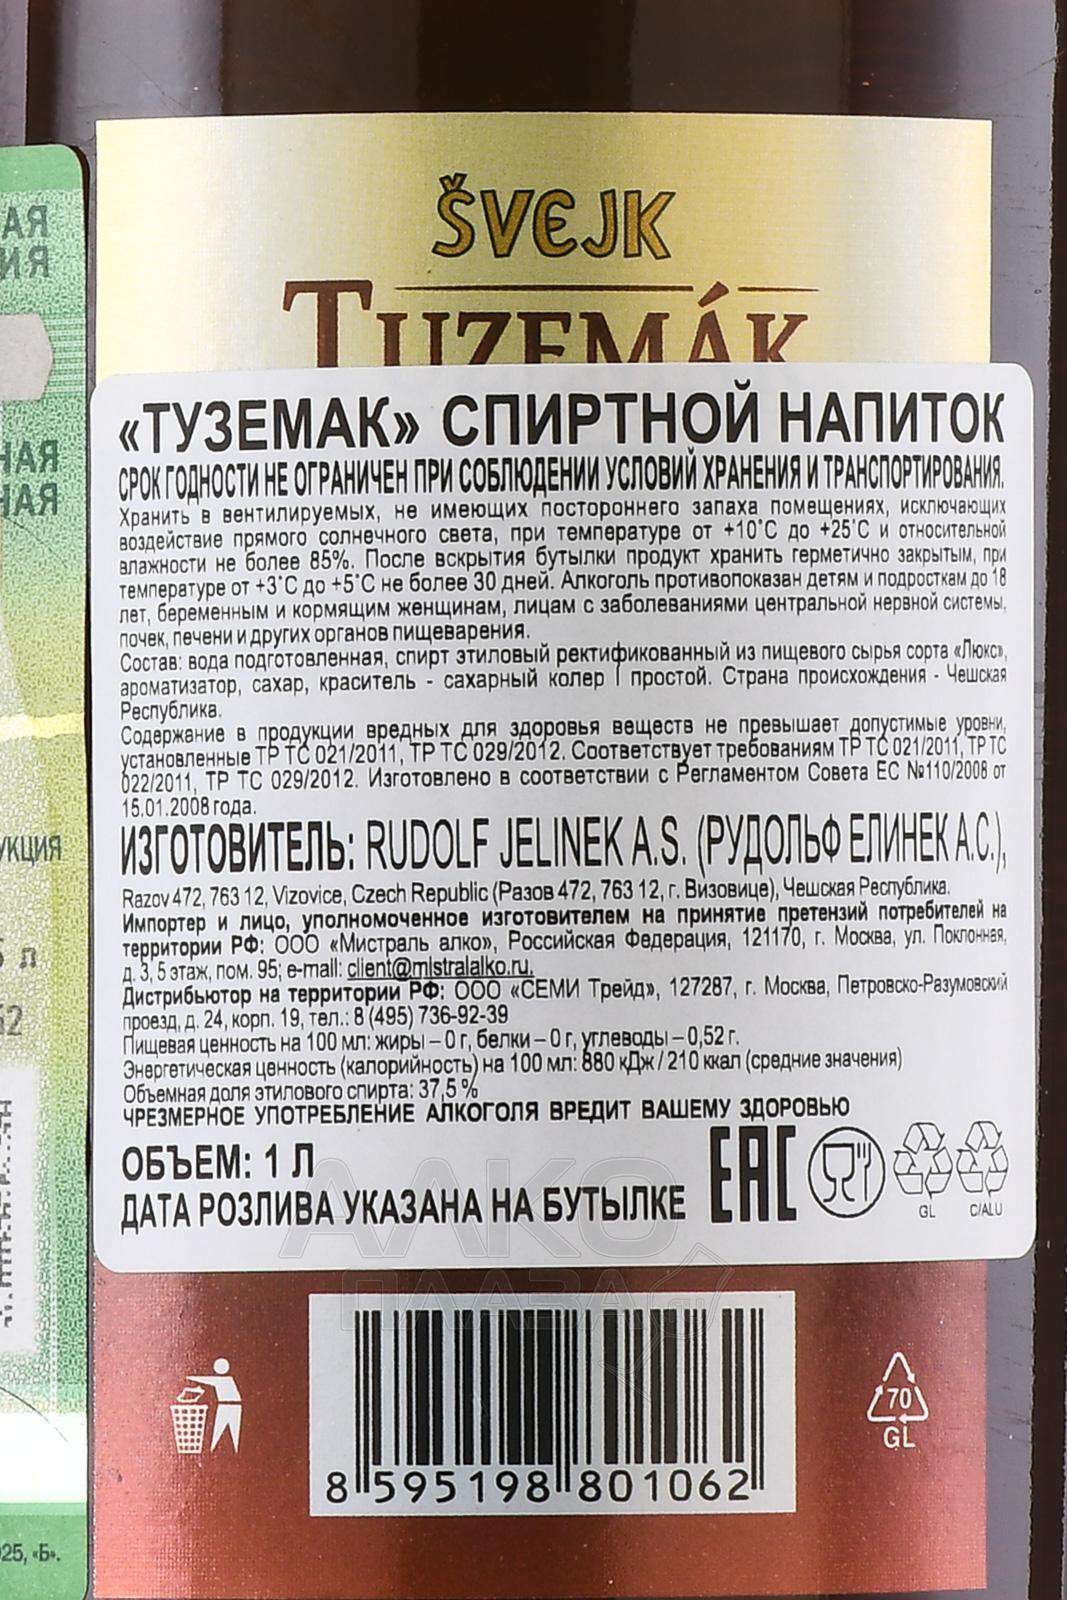 ŠVEJK
TUZEMÁK
«ТУЗЕМАК» СПИРТНОЙ НАПИТОК
СРОК ГОДНОСТИ НЕ ОГРАНИЧЕН ПРИ СОБЛЮДЕНИИ УСЛОВИЙ ХРАНЕНИЯ И ТРАНСПОРТИРОВАНИЯ.
Хранить в вентилируемых, не имеющих постороннего запаха помещениях, исключающих
воздействие прямого солнечного света, при температуре от +10°C до +25°C и относительной
влажности не более 85%. После вскрытия бутылки продукт хранить герметично закрытым, при
температуре от +3°C до +5°C не более 30 дней. Алкоголь противопоказан детям и подросткам до 18
лет, беременным и кормящим женщинам, лицам с заболеваниями центральной нервной системы,
почек, печени и других органов пищеварения.
Состав: вода подготовленная, спирт этиловый ректификованный из пищевого сырья сорта «Люкс»,
ароматизатор, сахар, краситель - сахарный колер I простой. Страна происхождения - Чешская
Республика.
Содержание в продукции вредных для здоровья веществ не превышает допустимые уровни,
установленные ТР ТС 021/2011, ТР ТС 029/2012. Соответствует требованиям ТР ТС 021/2011, ТР ТС
022/2011, ТР ТС 029/2012. Изготовлено в соответствии с Регламентом Совета ЕС №110/2008 от
15.01.2008 года.
ИЗГОТОВИТЕЛЬ: RUDOLF JELINEK A.S. (РУДОЛЬФ ЕЛИНЕК А.С.),
Razov 472, 763 12, Vizovice, Czech Republic (Разов 472, 763 12, г. Визовице), Чешская Республика.
Импортер и лицо, уполномоченное изготовителем на принятие претензий потребителей на
территории РФ: ООО «Мистраль алко», Российская Федерация, 121170, г. Москва, ул. Поклонная,
д. 3, 5 этаж, пом. 95; e-mail: client@mistralalko.ru.
Дистрибьютор на территории РФ: ООО «СЕМИ Трейд», 127287, г. Москва, Петровско-Разумовский
проезд, д. 24, корп. 19, тел.: 8 (495) 736-92-39
Пищевая ценность на 100 мл: жиры – 0 г, белки – 0 г, углеводы – 0,52 г.
Энергетическая ценность (калорийность) на 100 мл: 880 кДж / 210 ккал (средние значения)
Объемная доля этилового спирта: 37,5 %
ЧРЕЗМЕРНОЕ УПОТРЕБЛЕНИЕ АЛКОГОЛЯ ВРЕДИТ ВАШЕМУ ЗДОРОВЬЮ
ОБЪЕМ: 1 Л
ДАТА РОЗЛИВА УКАЗАНА НА БУТЫЛКЕ
EAC
GL
C/ALU
ААКО
ПЛАЗА.ru
8 595198 801062
70
GL
АЯ
ИЯ
НАЯ
НАЯ
УКЦИЯ
5 л
52
025, «Б».